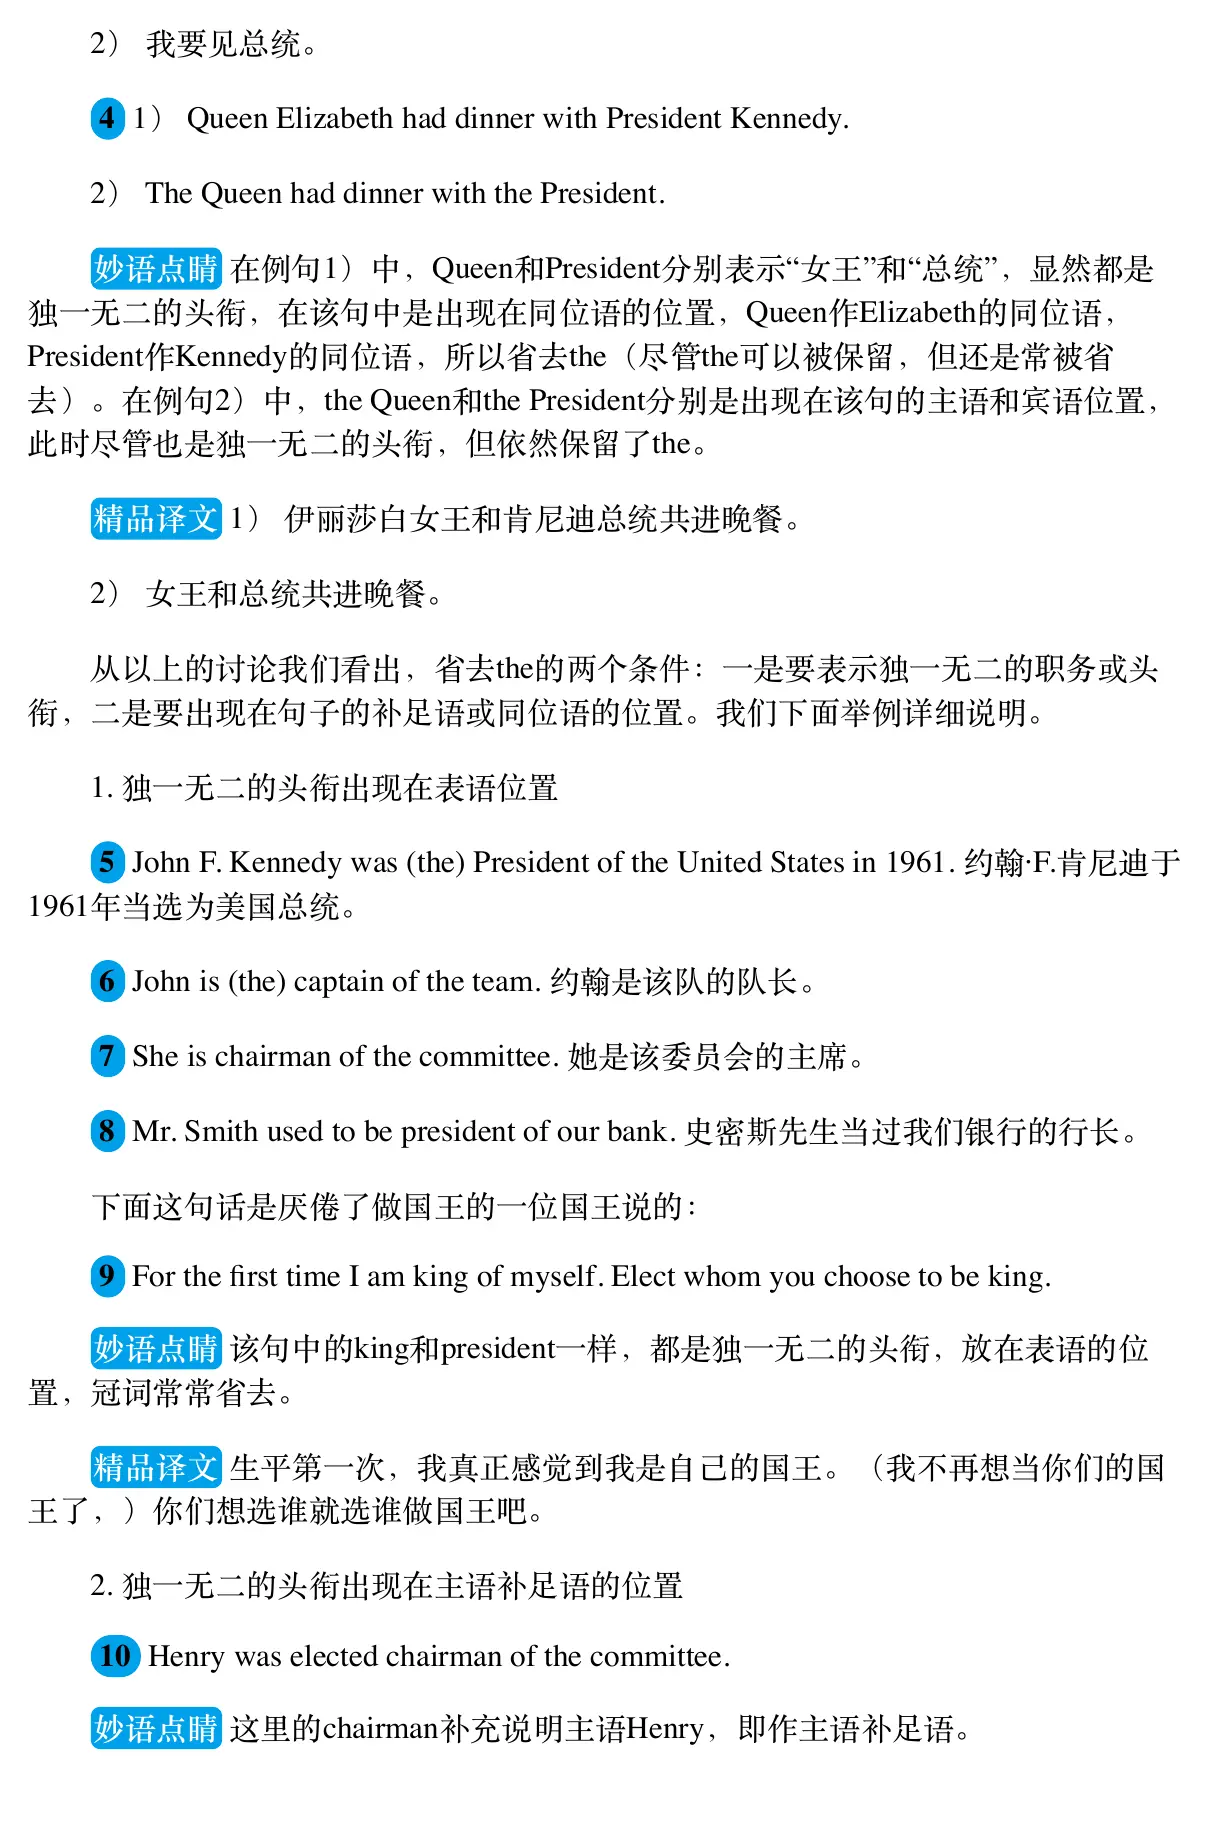 2） 我要见总统。
4 1） Queen Elizabeth had dinner with President Kennedy.
2） The Queen had dinner with the President.
妙语点睛 在例句1）中，Queen和President分别表示“女王”和“总统”，显然都是
独一无二的头衔，在该句中是出现在同位语的位置，Queen作Elizabeth的同位语，
President作Kennedy的同位语，所以省去the（尽管the可以被保留，但还是常被省
去）。在例句2）中，the Queen和the President分别是出现在该句的主语和宾语位置，
此时尽管也是独一无二的头衔，但依然保留了the。
精品译文 1） 伊丽莎白女王和肯尼迪总统共进晚餐。
2） 女王和总统共进晚餐。
从以上的讨论我们看出，省去the的两个条件：一是要表示独一无二的职务或头
衔，二是要出现在句子的补足语或同位语的位置。我们下面举例详细说明。
1. 独一无二的头衔出现在表语位置
5 John F. Kennedy was (the) President of the United States in 1961. 约翰·F.肯尼迪于
1961年当选为美国总统。
6 John is (the) captain of the team. 约翰是该队的队长。
7 She is chairman of the committee. 她是该委员会的主席。
8 Mr. Smith used to be president of our bank. 史密斯先生当过我们银行的行长。
下面这句话是厌倦了做国王的一位国王说的：
9 For the first time I am king of myself. Elect whom you choose to be king.
妙语点睛 该句中的king和president一样，都是独一无二的头衔，放在表语的位
置，冠词常常省去。
精品译文 生平第一次，我真正感觉到我是自己的国王。（我不再想当你们的国
王了，）你们想选谁就选谁做国王吧。
2. 独一无二的头衔出现在主语补足语的位置
10 Henry was elected chairman of the committee.
妙语点睛 这里的chairman补充说明主语Henry，即作主语补足语。